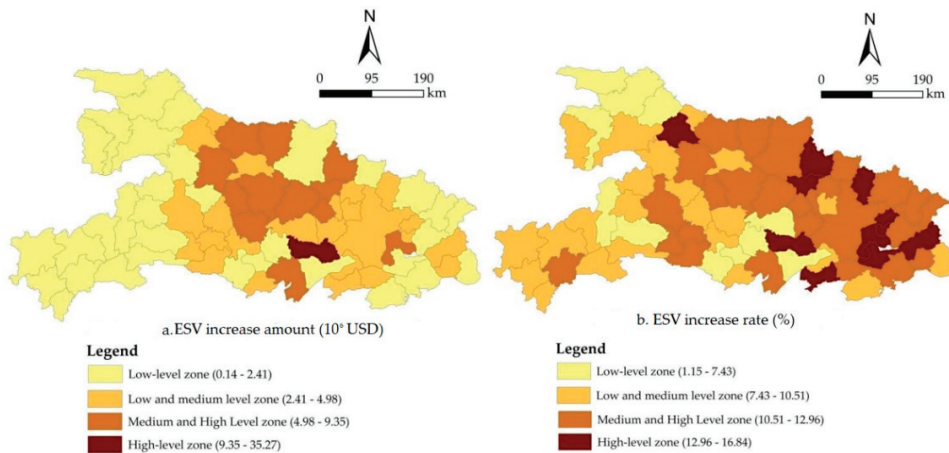 N
0 95 190
km
a.ESV increase amount (10⁸ USD)
Legend
Low-level zone (0.14 - 2.41)
Low and medium level zone (2.41 - 4.98)
Medium and High Level zone (4.98 - 9.35)
High-level zone (9.35 - 35.27)
N
0 95 190
km
b. ESV increase rate (%)
Legend
Low-level zone (1.15 - 7.43)
Low and medium level zone (7.43 - 10.51)
Medium and High Level zone (10.51 - 12.96)
High-level zone (12.96 - 16.84)